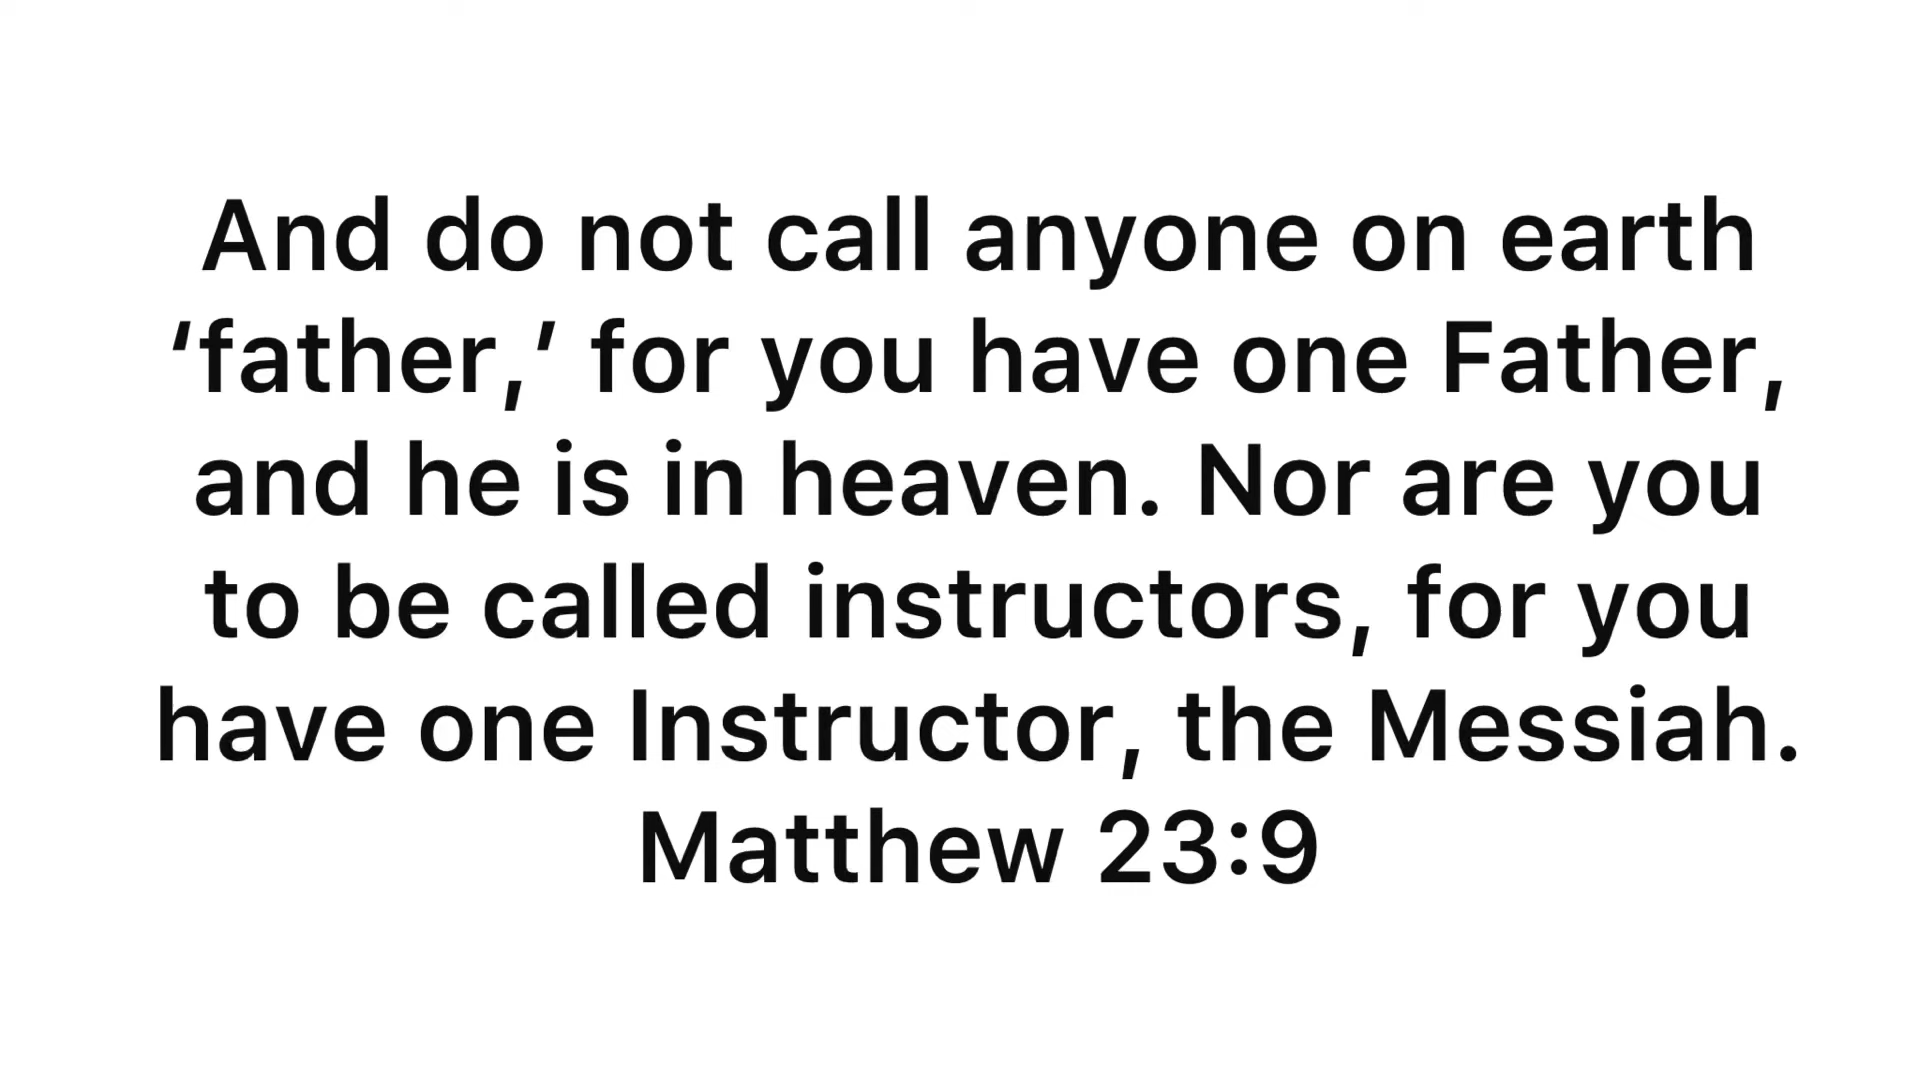 And do not call anyone on earth
‘father,’ for you have one Father,
and he is in heaven. Nor are you
to be called instructors, for you
have one Instructor, the Messiah.
Matthew 23:9